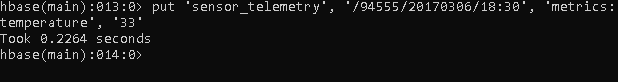 hbase(main):013:0> put 'sensor_telemetry', '/94555/20170306/18:30', 'metrics:
temperature', '33'
Took 0.2264 seconds
hbase(main):014:0>